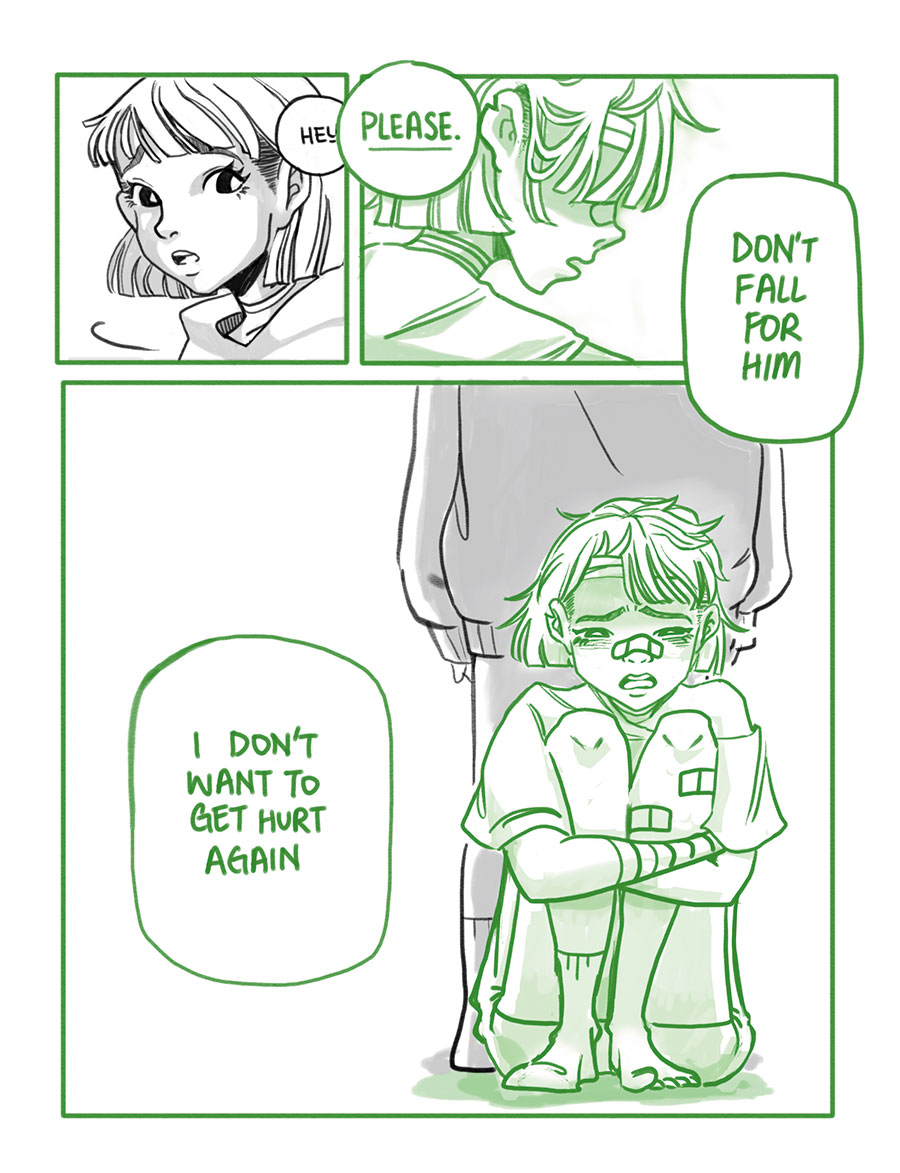 HEY
PLEASE.
DON'T
FALL
FOR
HIM
I DON'T
WANT TO
GET HURT
AGAIN